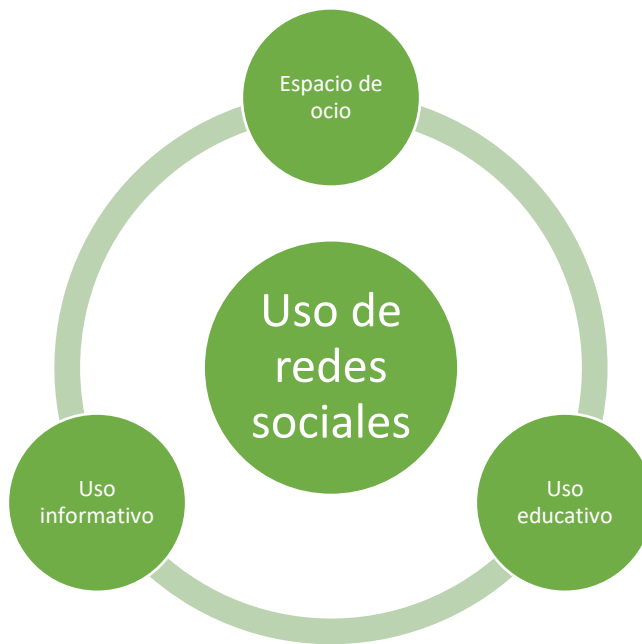 Espacio de
ocio
Uso de
redes
sociales
Uso
informativo
Uso
educativo